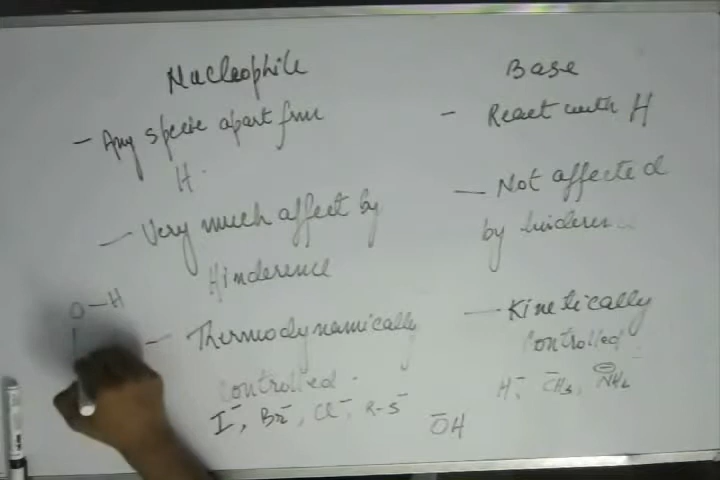 Nucleophile
- Any specie apart from
H.
- Very much affect by
Hinderence
- Thermodynamically
controlled.
I⁻, Br⁻, Cl⁻, R-S⁻
O-H
Base
- React with H
- Not affected
by
- Kinetically
Controlled
H⁻, ⁻CH₃, ⊖NH₂
⁻OH